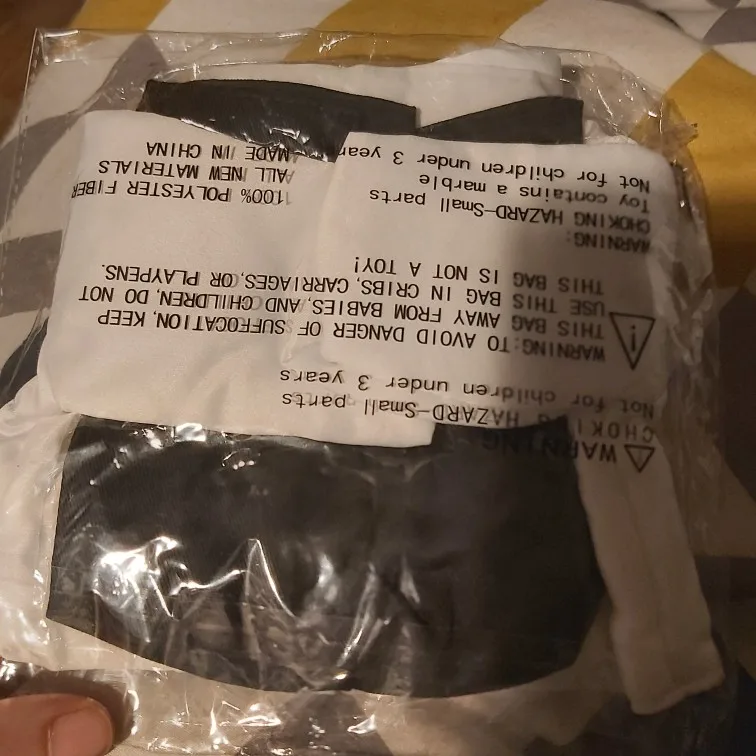 WARNING
CHOKING HAZARD-Small parts
Not for children under 3 years
WARNING: TO AVOID DANGER OF SUFFOCATION, KEEP
THIS BAG AWAY FROM BABIES, AND CHILDREN, DO NOT
USE THIS BAG IN CRIBS, CARRIAGES, OR PLAYPENS.
THIS BAG IS NOT A TOY!
WARNING:
CHOKING HAZARD-Small parts
Toy contains a marble
Not for children under 3 years
100% POLYESTER FIBER
ALL NEW MATERIALS
MADE IN CHINA